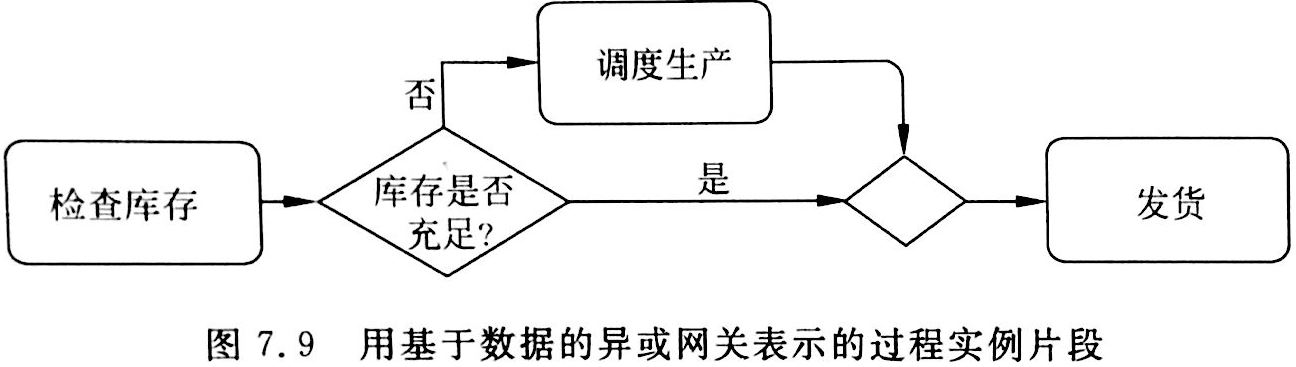 调度生产
否
检查库存
库存是否
充足?
是
发货
图 7.9 用基于数据的异或网关表示的过程实例片段